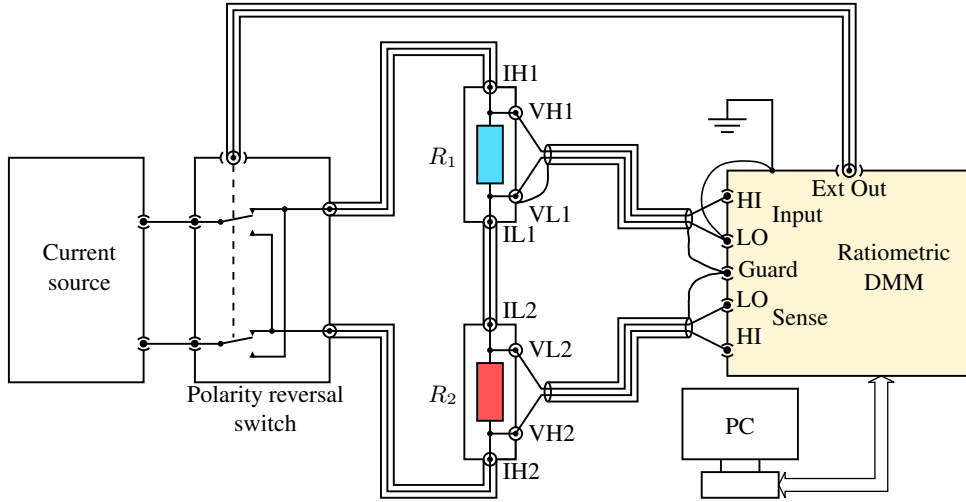 IH1
VH1
R1
VL1
IL1
Ext Out
HI
Input
LO
Guard
LO
Sense
HI
Ratiometric
DMM
Current
source
Polarity reversal
switch
IL2
VL2
R2
VH2
IH2
PC